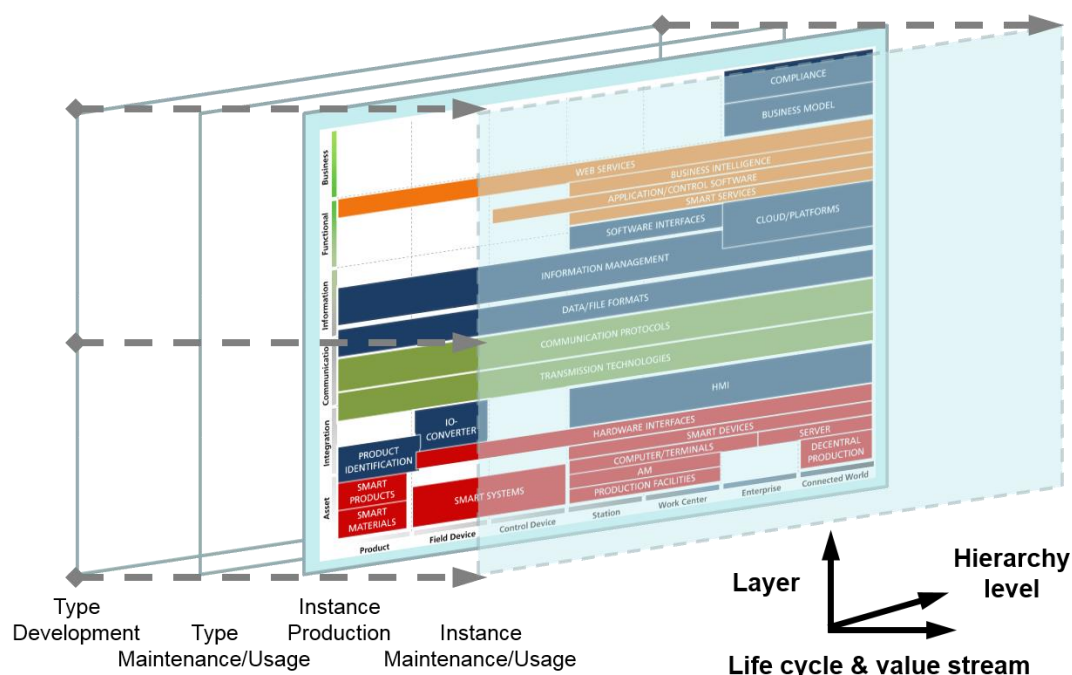 COMPLIANCE
BUSINESS MODEL
WEB SERVICES
BUSINESS INTELLIGENCE
APPLICATION/CONTROL SOFTWARE
SMART SERVICES
SOFTWARE INTERFACES
CLOUD/PLATFORMS
INFORMATION MANAGEMENT
DATA/FILE FORMATS
COMMUNICATION PROTOCOLS
TRANSMISSION TECHNOLOGIES
HMI
IO-
CONVERTER
HARDWARE INTERFACES
PRODUCT
IDENTIFICATION
SMART DEVICES
SERVER
COMPUTER/TERMINALS
DECENTRAL
PRODUCTION
AM
PRODUCTION FACILITIES
SMART
PRODUCTS
SMART SYSTEMS
SMART
MATERIALS
Business
Functional
Information
Communication
Integration
Asset
Product
Field Device
Control Device
Station
Work Center
Enterprise
Connected World
Type
Development
Type
Maintenance/Usage
Instance
Production
Instance
Maintenance/Usage
Layer
Hierarchy
level
Life cycle & value stream